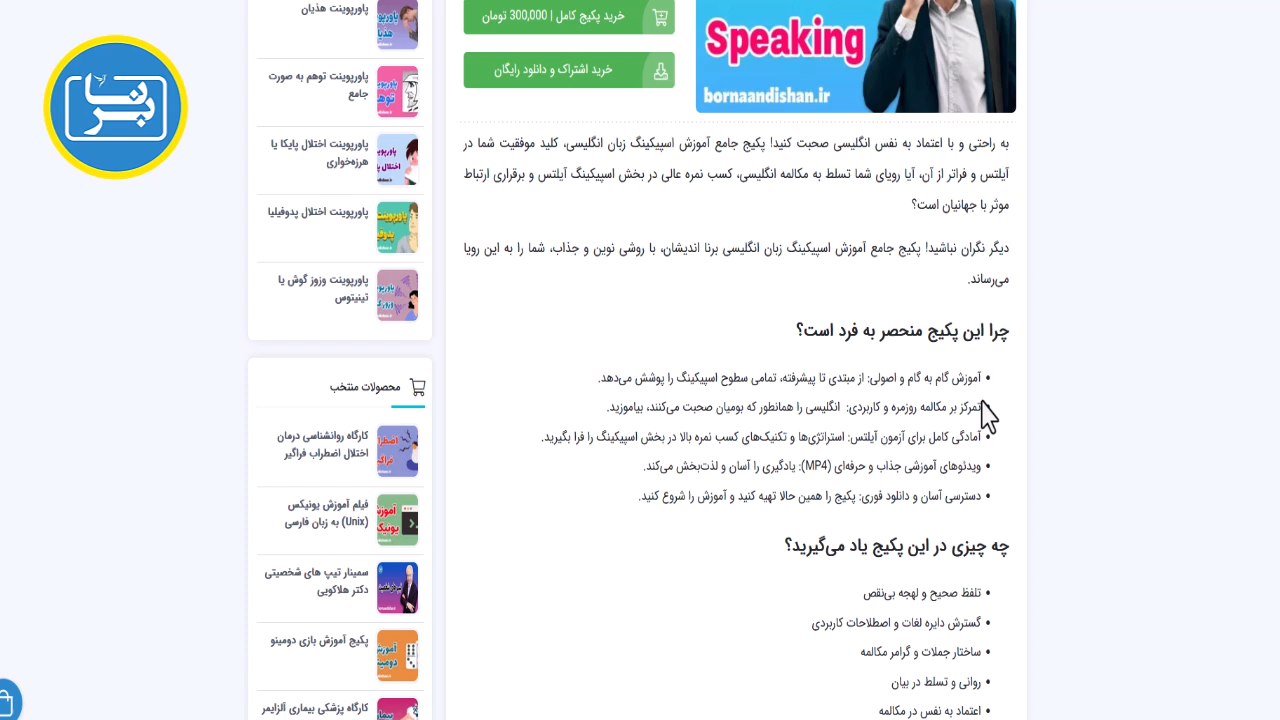 برنا
خرید پکیج کامل | 300,000 تومان
خرید اشتراک و دانلود رایگان
Speaking
bornaandishan.ir
به راحتی و با اعتماد به نفس انگلیسی صحبت کنید! پکیج جامع آموزش اسپیکینگ زبان انگلیسی، کلید موفقیت شما در
آیلتس و فراتر از آن، آیا رویای شما تسلط به مکالمه انگلیسی، کسب نمره عالی در بخش اسپیکینگ آیلتس و برقراری ارتباط
موثر با جهانیان است؟
دیگر نگران نباشید! پکیج جامع آموزش اسپیکینگ زبان انگلیسی برنا اندیشان، با روشی نوین و جذاب، شما را به این رویا
می‌رساند.
چرا این پکیج منحصر به فرد است؟
• آموزش گام به گام و اصولی: از مبتدی تا پیشرفته، تمامی سطوح اسپیکینگ را پوشش می‌دهد.
تمرکز بر مکالمه روزمره و کاربردی: انگلیسی را همانطور که بومیان صحبت می‌کنند، بیاموزید.
• آمادگی کامل برای آزمون آیلتس: استراتژی‌ها و تکنیک‌های کسب نمره بالا در بخش اسپیکینگ را فرا بگیرید.
• ویدئوهای آموزشی جذاب و حرفه‌ای (MP4): یادگیری را آسان و لذت‌بخش می‌کند.
• دسترسی آسان و دانلود فوری: پکیج را همین حالا تهیه کنید و آموزش را شروع کنید.
چه چیزی در این پکیج یاد می‌گیرید؟
• تلفظ صحیح و لهجه بی‌نقص
• گسترش دایره لغات و اصطلاحات کاربردی
• ساختار جملات و گرامر مکالمه
• روانی و تسلط در بیان
• اعتماد به نفس در مکالمه
پاورپوینت هذیان
پاورپوینت توهم به صورت
جامع
پاورپوینت اختلال پایکا یا
هرزه‌خواری
پاورپوینت اختلال پدوفیلیا
پاورپوینت وزوز گوش یا
تینیتوس
محصولات منتخب
کارگاه روانشناسی درمان
اختلال اضطراب فراگیر
فیلم آموزش یونیکس
(Unix) به زبان فارسی
سمینار تیپ های شخصیتی
دکتر هلاکویی
پکیج آموزش بازی دومینو
کارگاه پزشکی بیماری آلزایمر